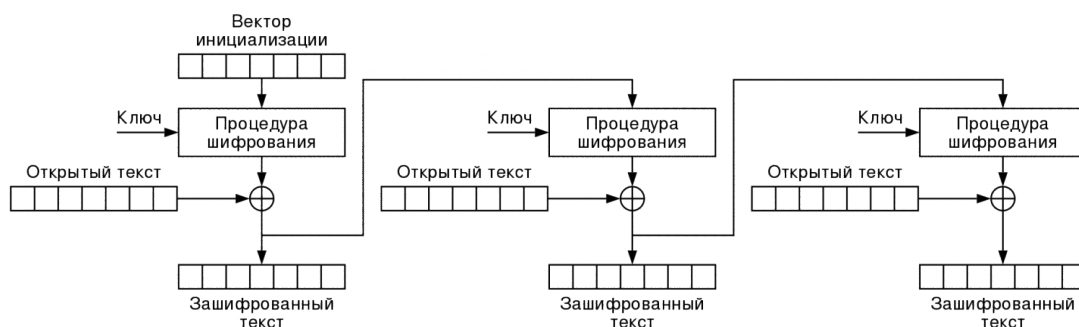 Вектор
инициализации
Ключ
Процедура
шифрования
Открытый текст
Зашифрованный
текст
Ключ
Процедура
шифрования
Открытый текст
Зашифрованный
текст
Ключ
Процедура
шифрования
Открытый текст
Зашифрованный
текст